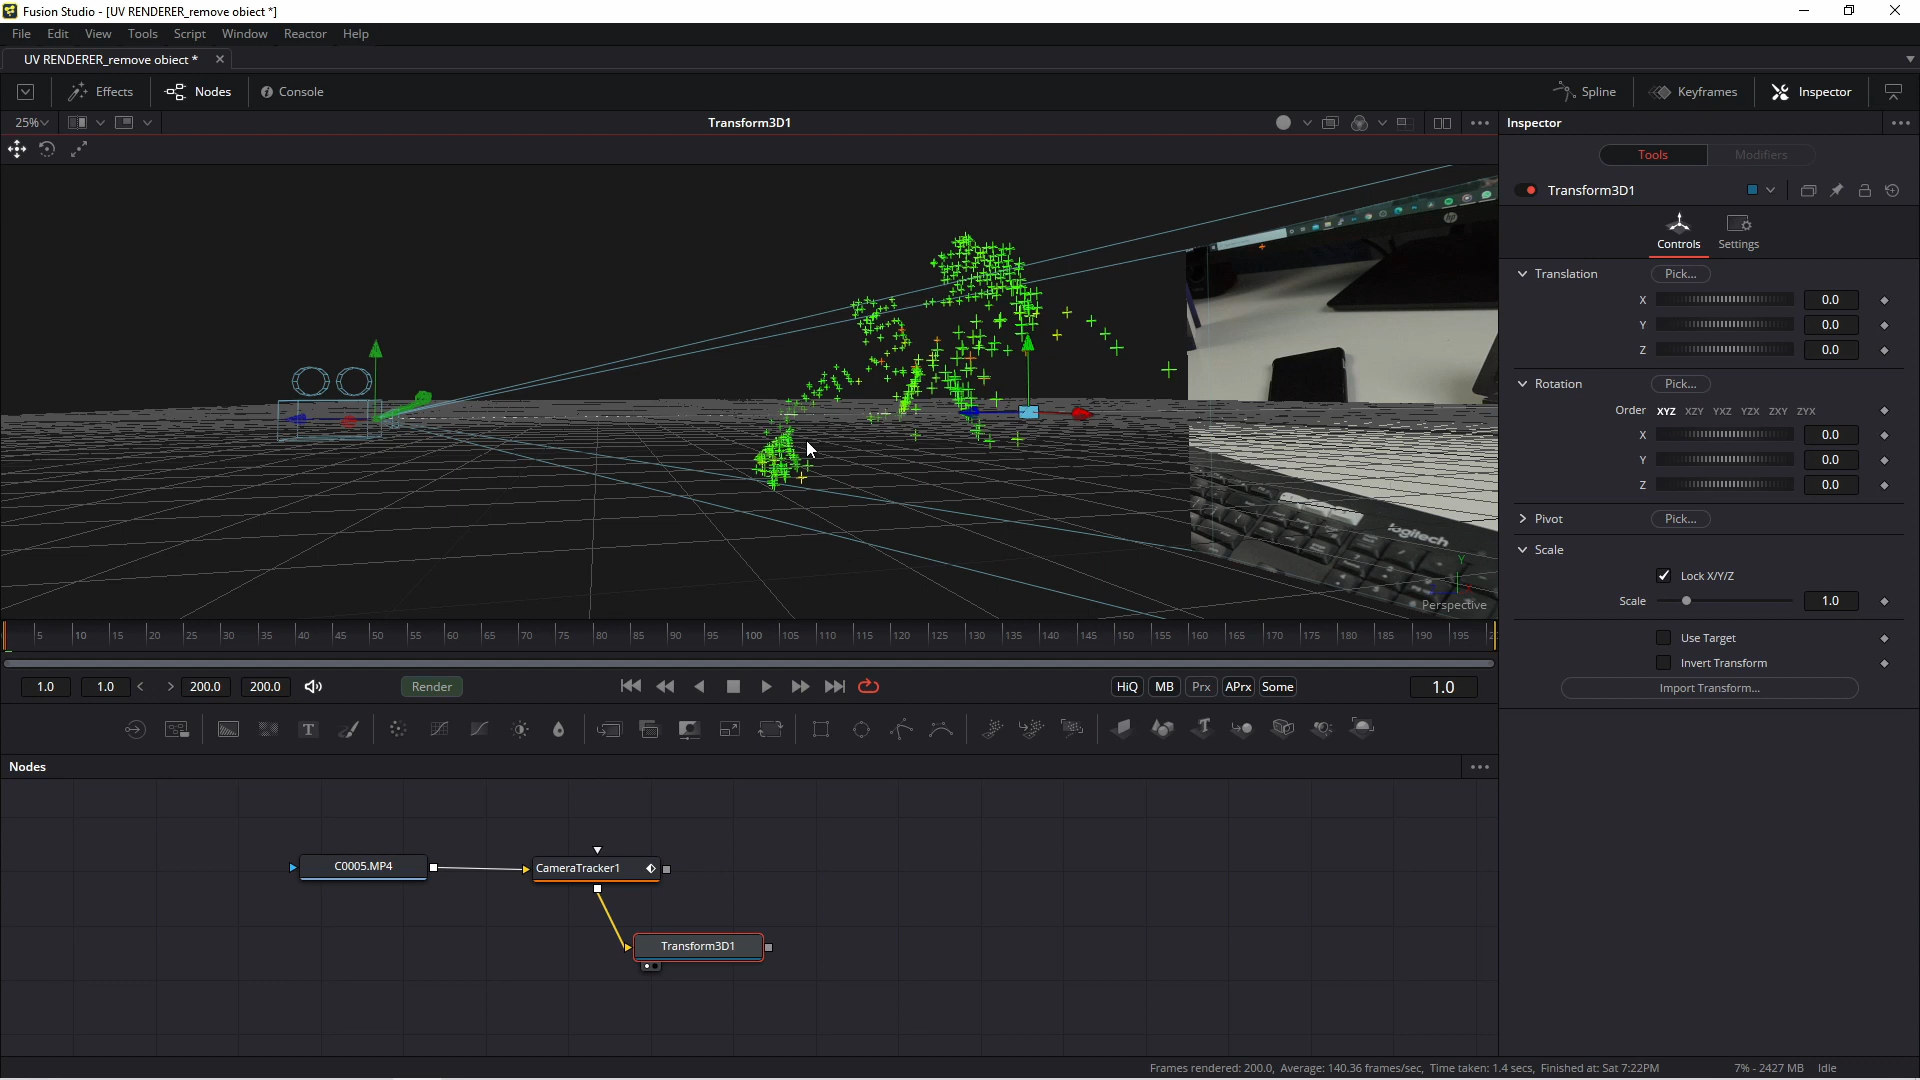 Fusion Studio - [UV RENDERER_remove obiect *]
File Edit View Tools Script Window Reactor Help
UV RENDERER_remove obiect *
Effects Nodes Console Spline Keyframes Inspector
25% Transform3D1 Inspector
Tools Modifiers
Transform3D1
Controls Settings
Translation Pick...
X 0.0
Y 0.0
Z 0.0
Rotation Pick...
Order XYZ XZY YXZ YZX ZXY ZYX
X 0.0
Y 0.0
Z 0.0
Pivot Pick...
Scale
Lock X/Y/Z
Scale 1.0
Use Target
Invert Transform
Import Transform...
hp
logitech
Y
Perspective
5 10 15 20 25 30 35 40 45 50 55 60 65 70 75 80 85 90 95 100 105 110 115 120 125 130 135 140 145 150 155 160 165 170 175 180 185 190 195
1.0 1.0 200.0 200.0 Render HiQ MB Prx APrx Some 1.0
T T
Nodes
C0005.MP4
CameraTracker1
Transform3D1
Frames rendered: 200.0, Average: 140.36 frames/sec, Time taken: 1.4 secs, Finished at: Sat 7:22PM 7% - 2427 MB Idle